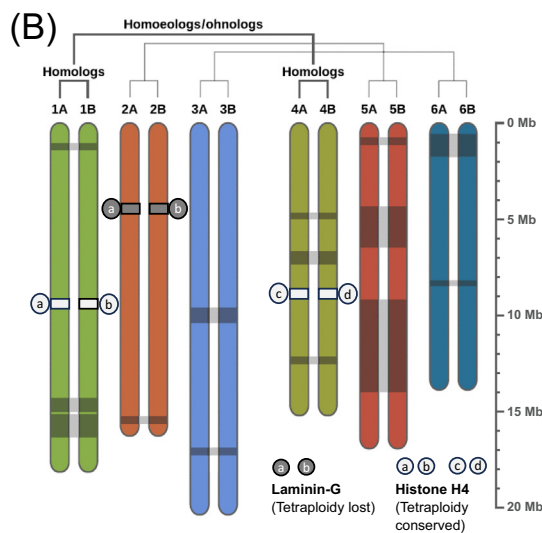 (B)
Homoeologs/ohnologs
Homologs
Homologs
1A 1B 2A 2B 3A 3B 4A 4B 5A 5B 6A 6B
0 Mb
a b
5 Mb
a b
c d
10 Mb
15 Mb
a b
a b c d
Laminin-G
(Tetraploidy lost)
Histone H4
(Tetraploidy
conserved)
20 Mb